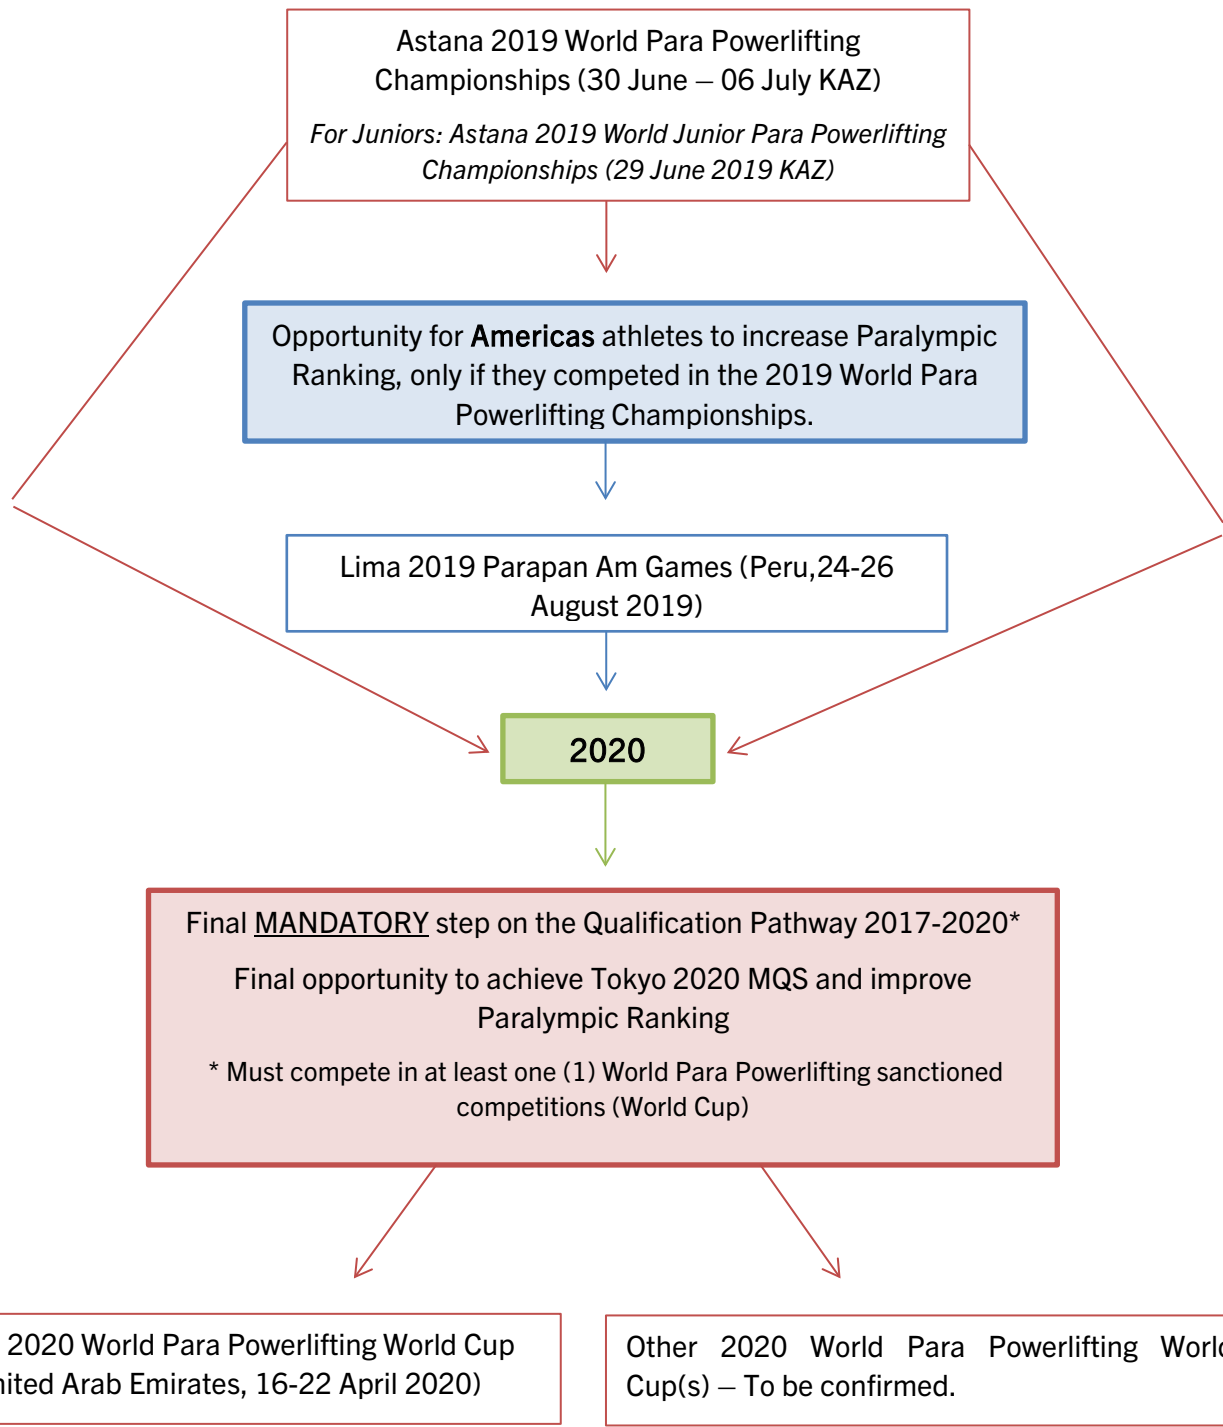 Astana 2019 World Para Powerlifting
Championships (30 June – 06 July KAZ)
For Juniors: Astana 2019 World Junior Para Powerlifting
Championships (29 June 2019 KAZ)
Opportunity for Americas athletes to increase Paralympic
Ranking, only if they competed in the 2019 World Para
Powerlifting Championships.
Lima 2019 Parapan Am Games (Peru,24-26
August 2019)
2020
Final MANDATORY step on the Qualification Pathway 2017-2020*
Final opportunity to achieve Tokyo 2020 MQS and improve
Paralympic Ranking
* Must compete in at least one (1) World Para Powerlifting sanctioned
competitions (World Cup)
2020 World Para Powerlifting World Cup
nited Arab Emirates, 16-22 April 2020)
Other 2020 World Para Powerlifting World
Cup(s) – To be confirmed.